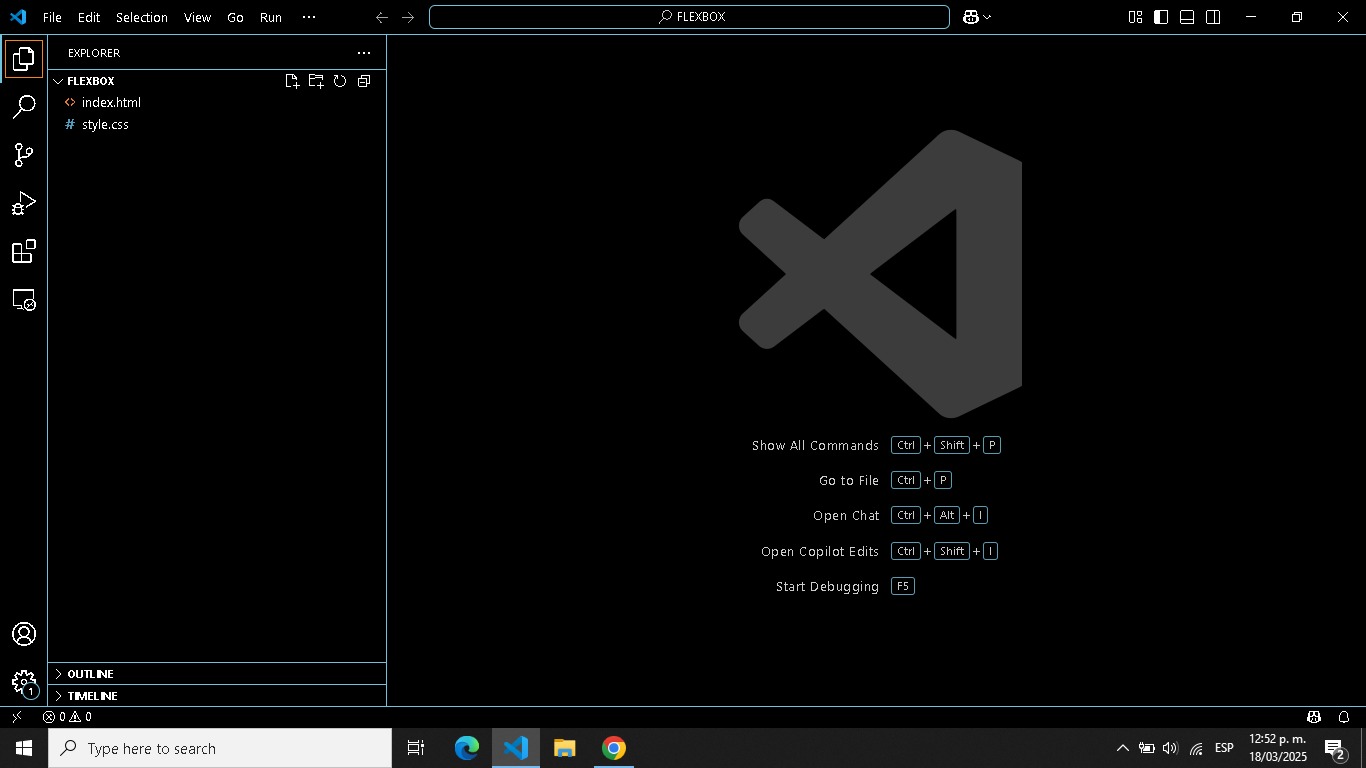 File Edit Selection View Go Run ··· FLEXBOX
EXPLORER ···
FLEXBOX
index.html
# style.css
Show All Commands Ctrl + Shift + P
Go to File Ctrl + P
Open Chat Ctrl + Alt + I
Open Copilot Edits Ctrl + Shift + I
Start Debugging F5
OUTLINE
1
TIMELINE
0 0
Type here to search
ESP
12:52 p. m.
18/03/2025
2